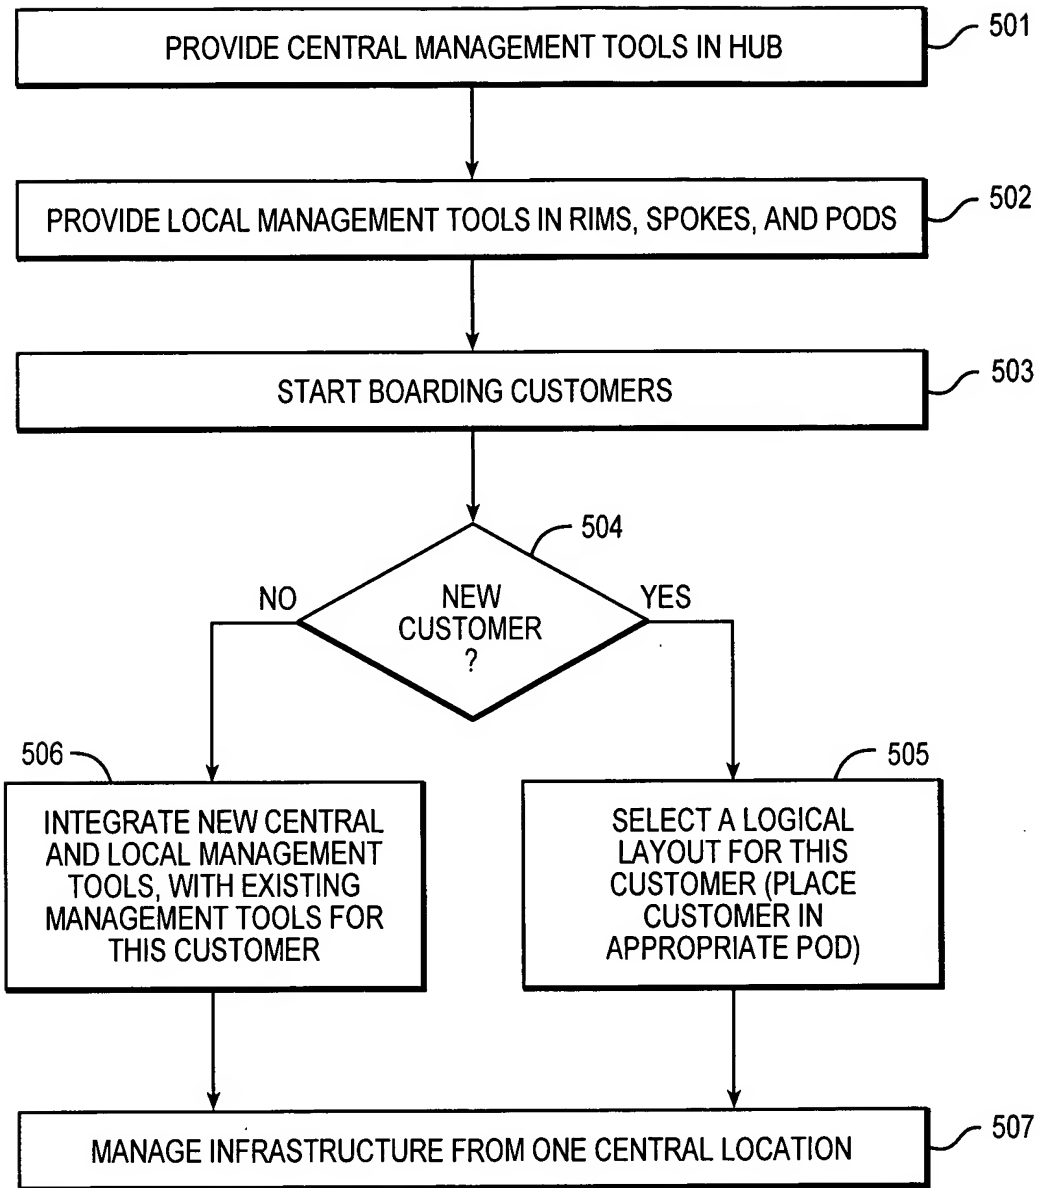 PROVIDE CENTRAL MANAGEMENT TOOLS IN HUB
501
PROVIDE LOCAL MANAGEMENT TOOLS IN RIMS, SPOKES, AND PODS
502
START BOARDING CUSTOMERS
503
504
NO
NEW
CUSTOMER
?
YES
506
INTEGRATE NEW CENTRAL
AND LOCAL MANAGEMENT
TOOLS, WITH EXISTING
MANAGEMENT TOOLS FOR
THIS CUSTOMER
505
SELECT A LOGICAL
LAYOUT FOR THIS
CUSTOMER (PLACE
CUSTOMER IN
APPROPRIATE POD)
MANAGE INFRASTRUCTURE FROM ONE CENTRAL LOCATION
507